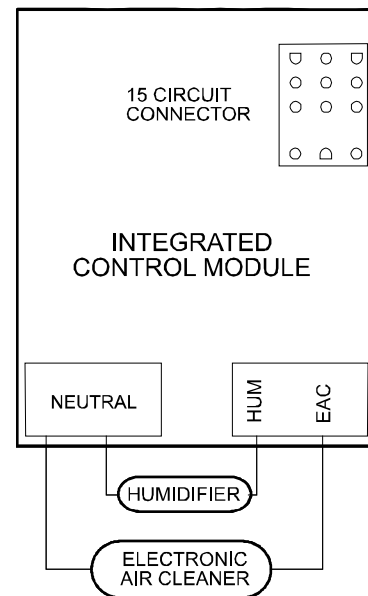 15 CIRCUIT
CONNECTOR
INTEGRATED
CONTROL MODULE
NEUTRAL
HUM
EAC
HUMIDIFIER
ELECTRONIC
AIR CLEANER